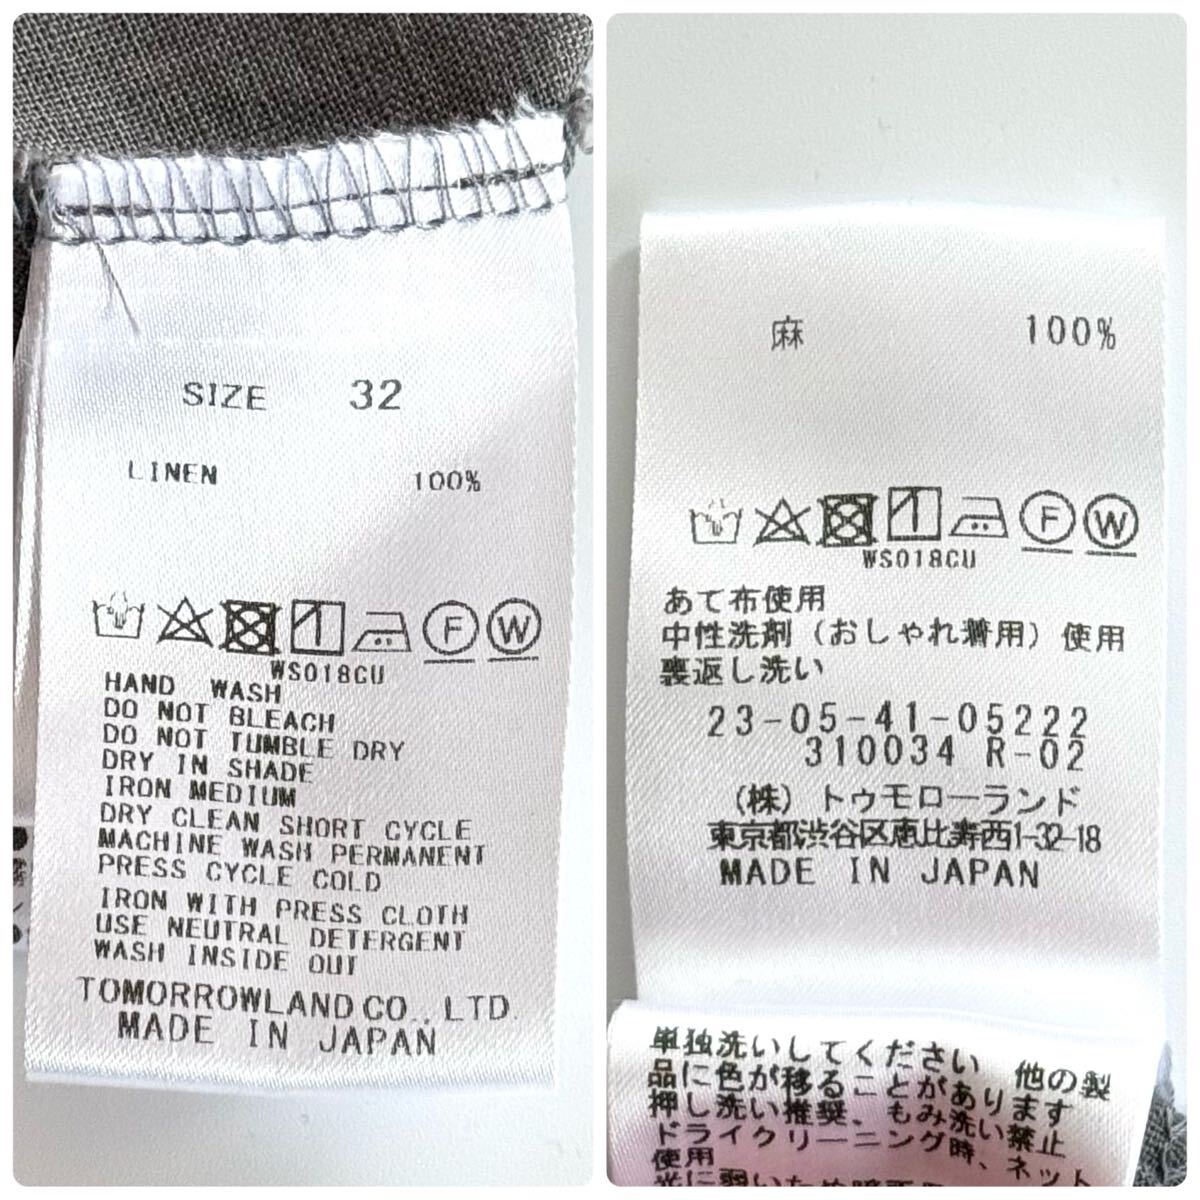 SIZE 32
LINEN 100%
WS018CU
HAND WASH
DO NOT BLEACH
DO NOT TUMBLE DRY
DRY IN SHADE
IRON MEDIUM
DRY CLEAN SHORT CYCLE
MACHINE WASH PERMANENT
PRESS CYCLE COLD
IRON WITH PRESS CLOTH
USE NEUTRAL DETERGENT
WASH INSIDE OUT
TOMORROWLAND CO., LTD.
MADE IN JAPAN
麻 100%
F W
WS018CU
あて布使用
中性洗剤（おしゃれ着用）使用
裏返し洗い
23-05-41-05222
310034 R-02
（株）トゥモローランド
東京都渋谷区恵比寿西1-32-18
MADE IN JAPAN
単独洗いしてください 他の製
品に色が移ることがあります
押し洗い推奨、もみ洗い禁止
ドライクリーニング時、ネット
使用